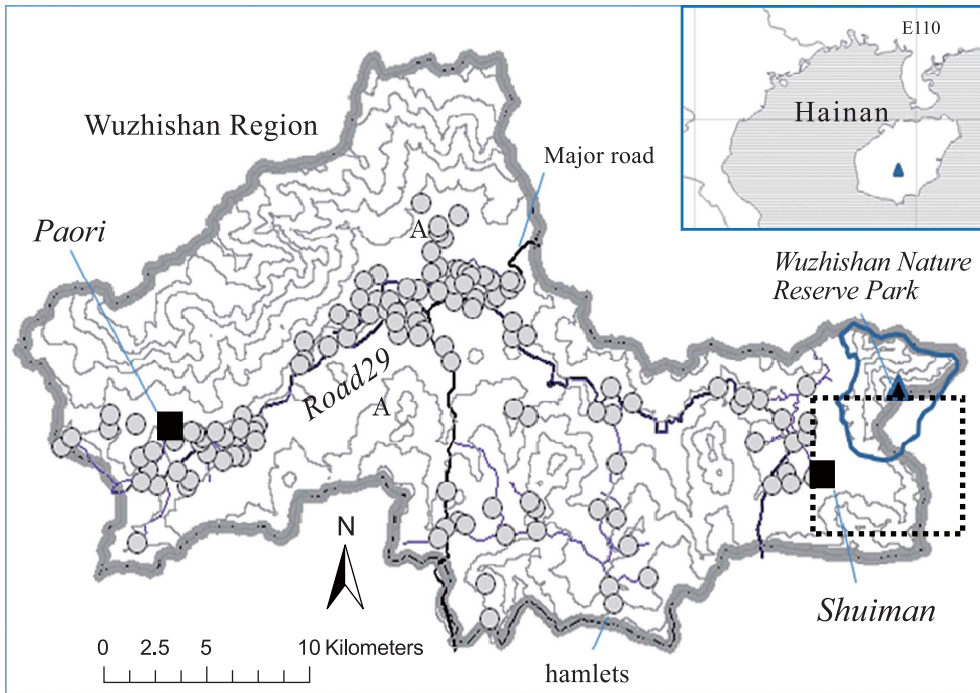 E110
Hainan
Wuzhishan Region
Major road
Paori
A
Wuzhishan Nature
Reserve Park
Road29
A
N
Shuiman
0 2.5 5 10 Kilometers
hamlets